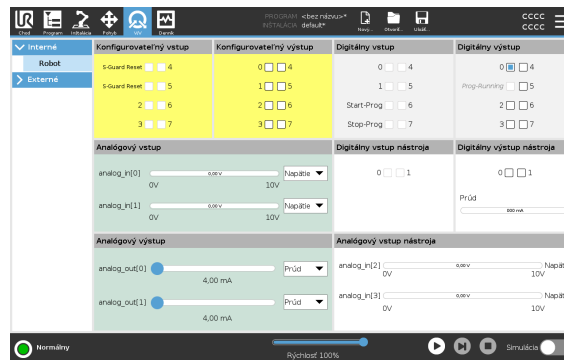 PROGRAM <bez názvu>*
INŠTALÁCIA default*
Chod Program Inštalácia Pohyb I/O Denník Nový... Otvoriť... Uložiť...
CCCC
CCCC
Interné
Robot
Externé
Konfigurovateľný vstup
S-Guard Reset 4
S-Guard Reset 5
2 6
3 7
Konfigurovateľný výstup
0 4
1 5
2 6
3 7
Digitálny vstup
0 4
1 5
Start-Prog 6
Stop-Prog 7
Digitálny výstup
0 4
Prog-Running 5
2 6
3 7
Analógový vstup
analog_in[0] 0,00 V Napätie
0V 10V
analog_in[1] 0,00 V Napätie
0V 10V
Digitálny vstup nástroja
0 1
Digitálny výstup nástroja
0 1
Prúd
000 mA
Analógový výstup
analog_out[0] Prúd
4,00 mA
analog_out[1] Prúd
4,00 mA
Analógový vstup nástroja
analog_in[2] 0,00 V Napät
0V 10V
analog_in[3] 0,00 V Napät
0V 10V
Normálny
Rýchlosť 100%
Simulácia